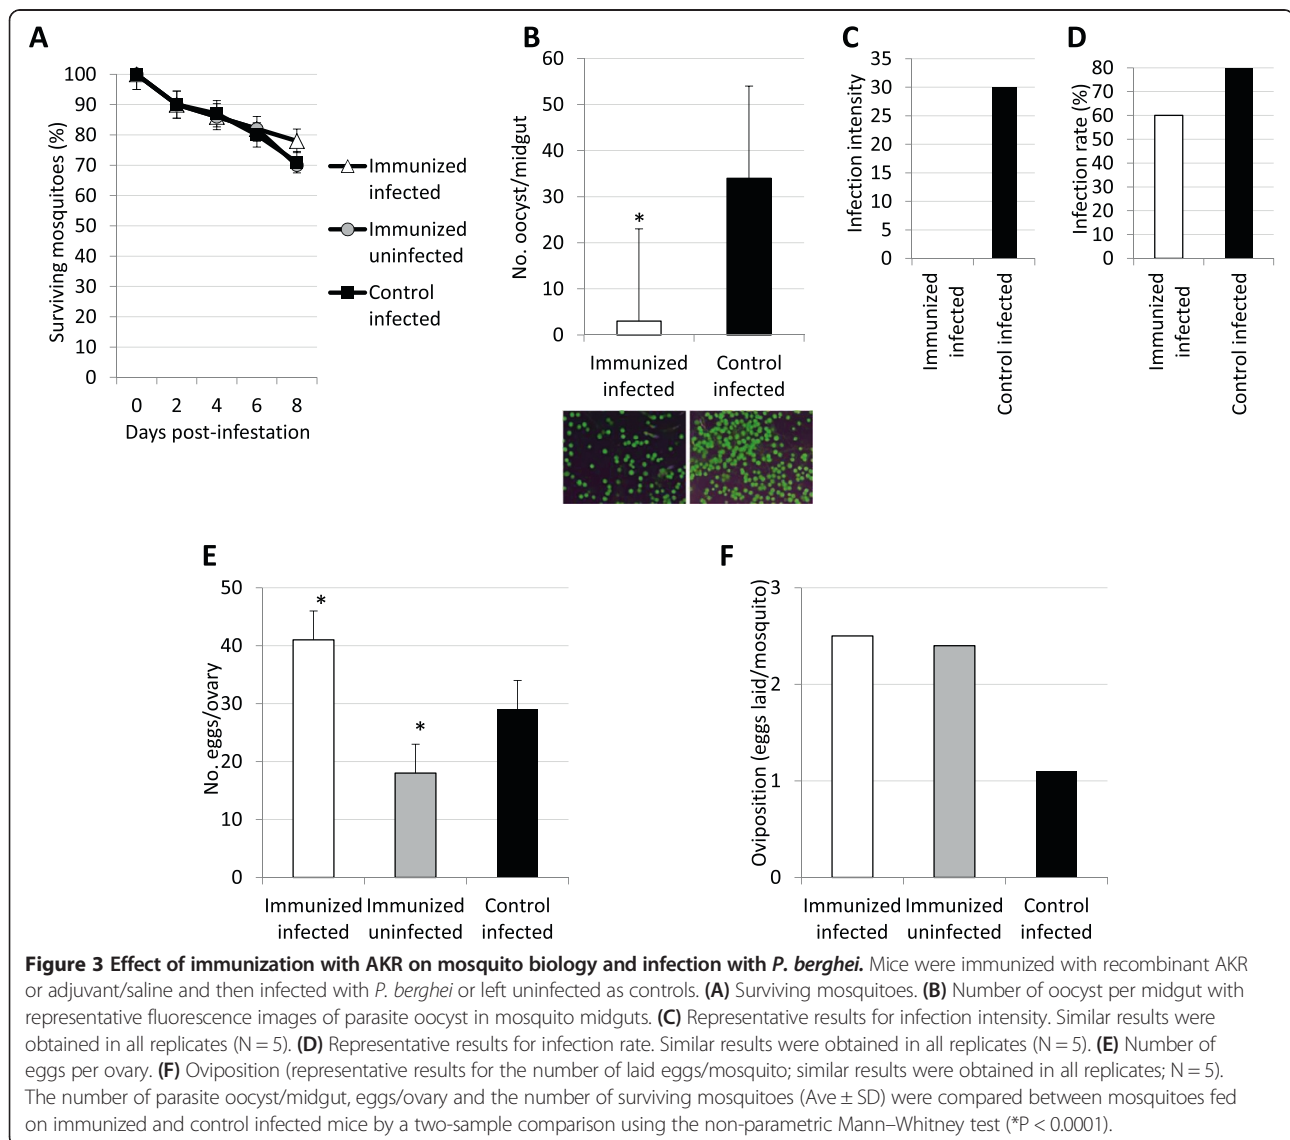 A
Surviving mosquitoes (%)
100
90
80
70
60
50
40
30
20
10
0
0 2 4 6 8
Days post-infestation
Immunized
infected
Immunized
uninfected
Control
infected
B
No. oocyst/midgut
60
50
40
30
20
10
0
*
Immunized
infected
Control
infected
C
Infection intensity
35
30
25
20
15
10
5
0
Immunized
infected
Control infected
D
Infection rate (%)
80
70
60
50
40
30
20
10
0
Immunized
infected
Control infected
E
No. eggs/ovary
50
40
30
20
10
0
*
*
Immunized
infected
Immunized
uninfected
Control
infected
F
Oviposition (eggs laid/mosquito)
3
2
1
0
Immunized
infected
Immunized
uninfected
Control
infected
Figure 3 Effect of immunization with AKR on mosquito biology and infection with P. berghei. Mice were immunized with recombinant AKR
or adjuvant/saline and then infected with P. berghei or left uninfected as controls. (A) Surviving mosquitoes. (B) Number of oocyst per midgut with
representative fluorescence images of parasite oocyst in mosquito midguts. (C) Representative results for infection intensity. Similar results were
obtained in all replicates (N = 5). (D) Representative results for infection rate. Similar results were obtained in all replicates (N = 5). (E) Number of
eggs per ovary. (F) Oviposition (representative results for the number of laid eggs/mosquito; similar results were obtained in all replicates; N = 5).
The number of parasite oocyst/midgut, eggs/ovary and the number of surviving mosquitoes (Ave ± SD) were compared between mosquitoes fed
on immunized and control infected mice by a two-sample comparison using the non-parametric Mann–Whitney test (*P < 0.0001).